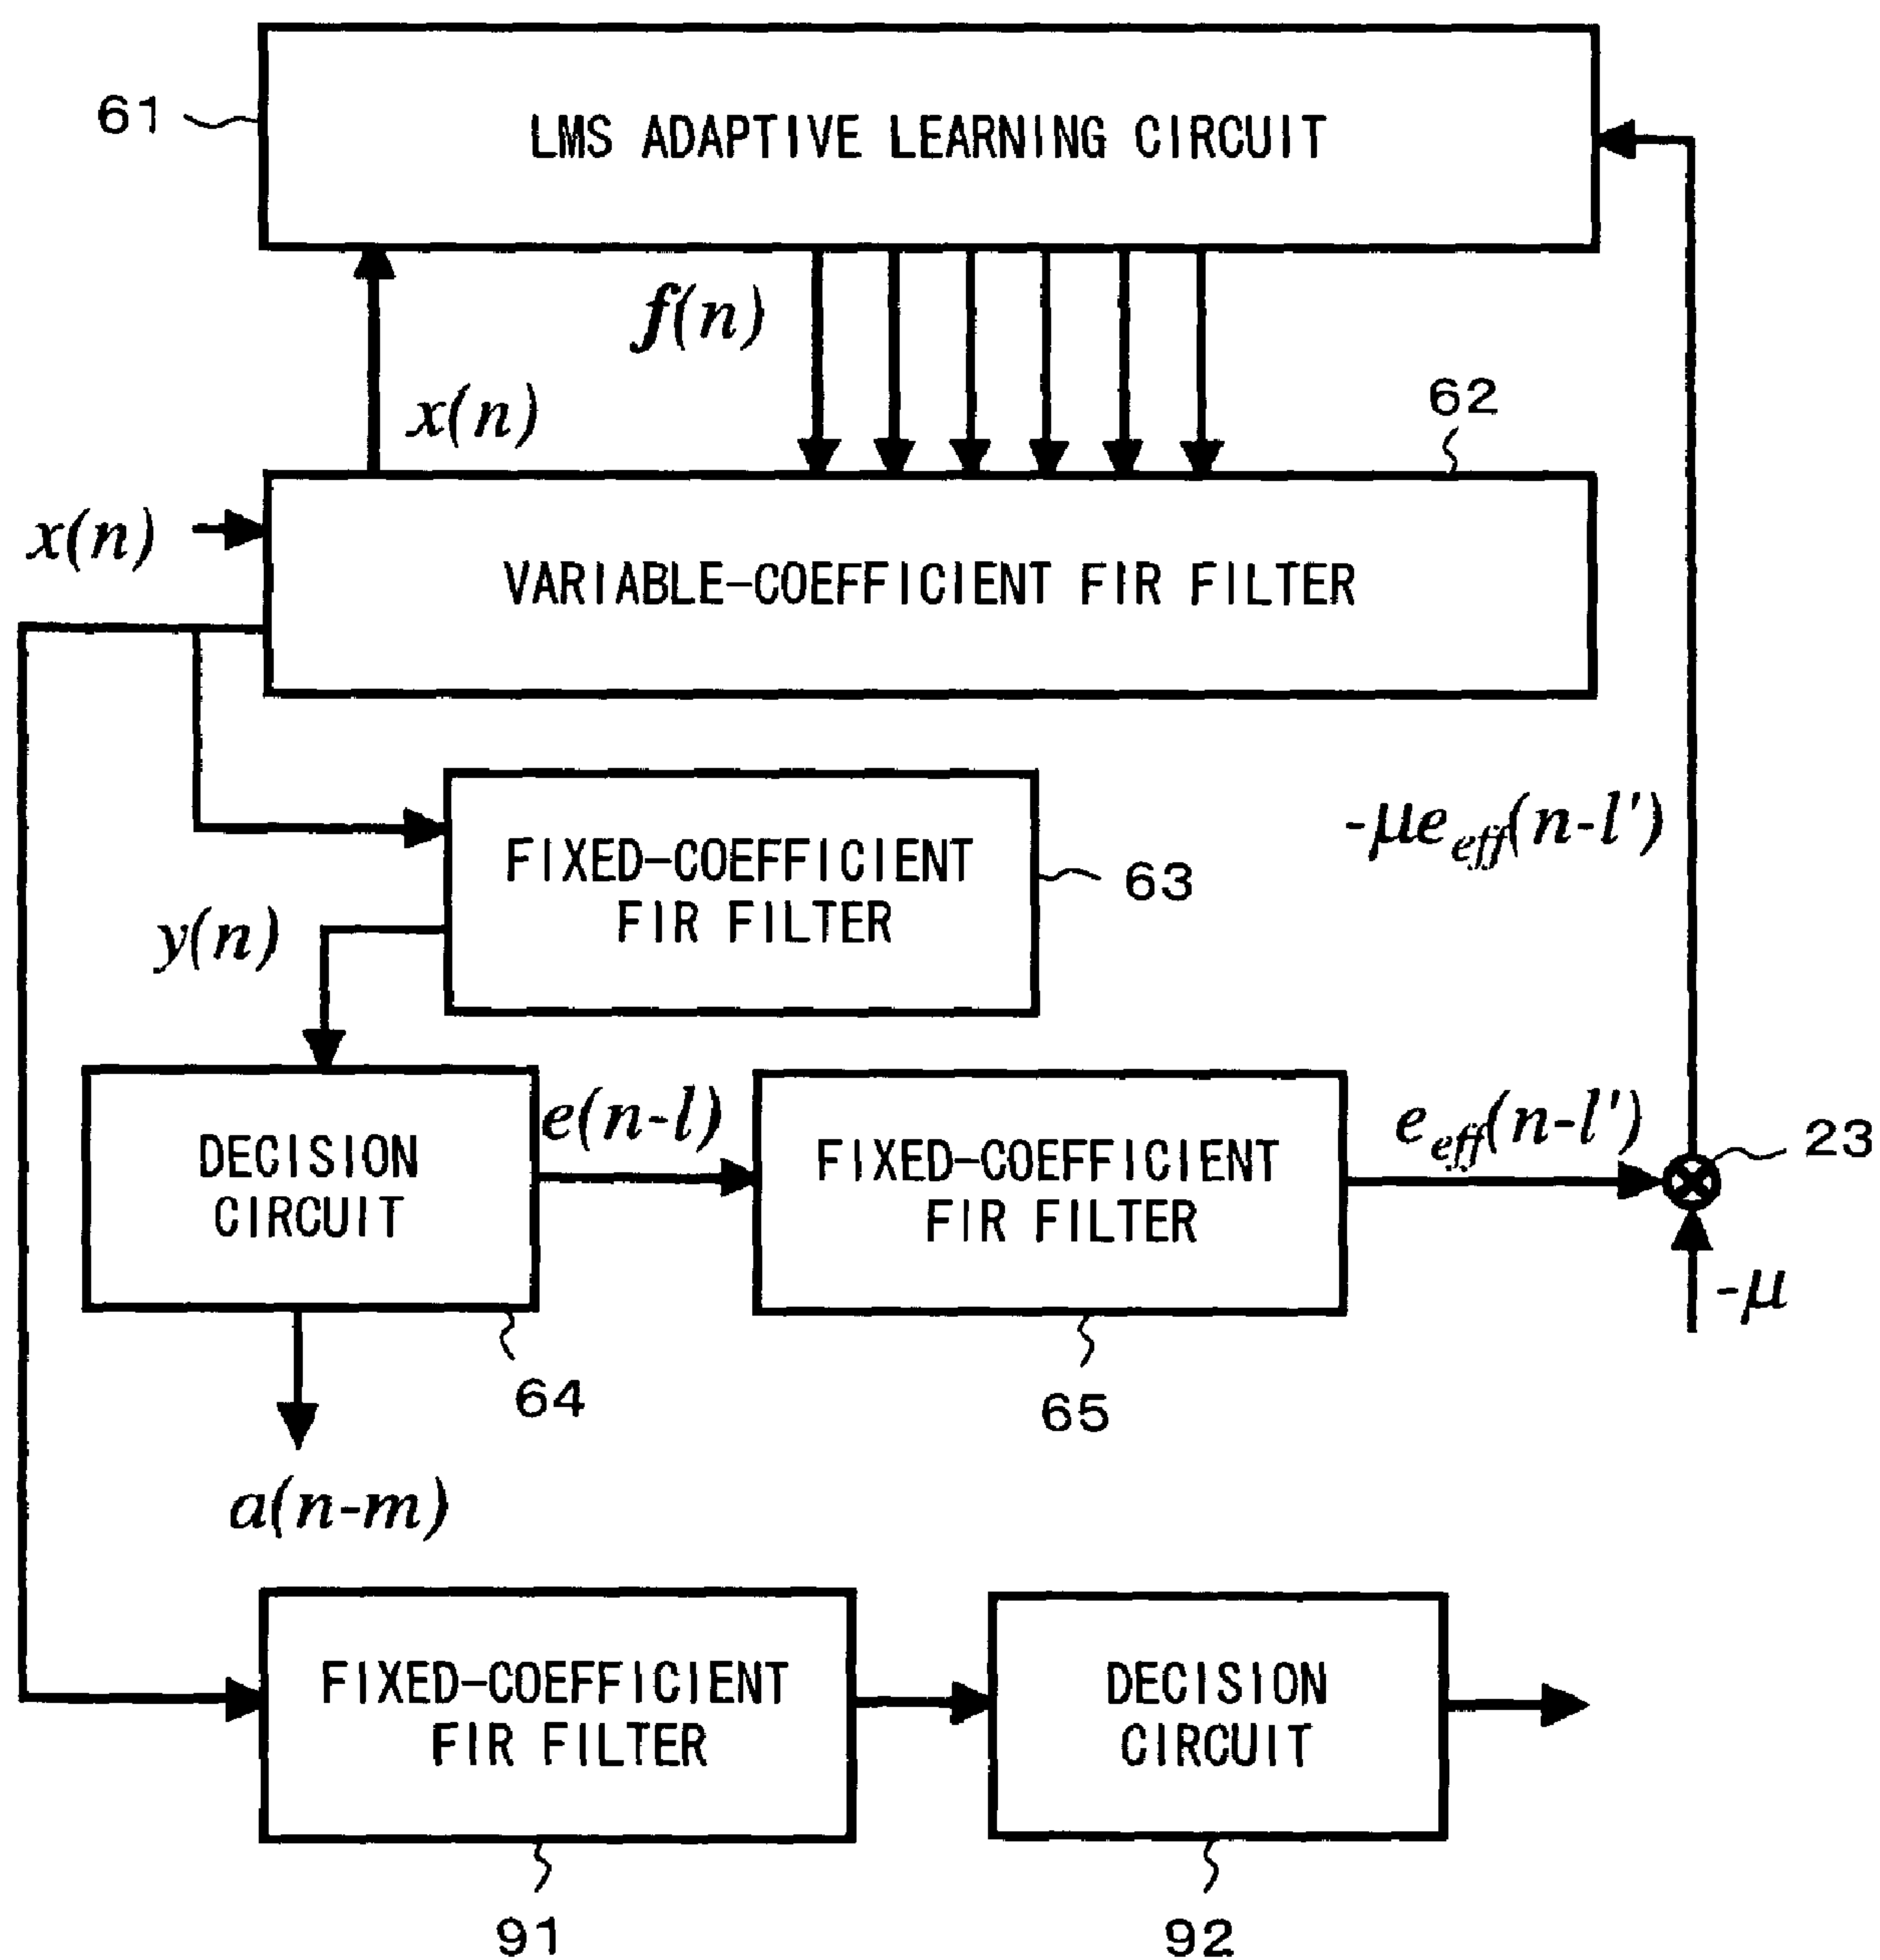 61
LMS ADAPTIVE LEARNING CIRCUIT
f(n)
x(n)
62
x(n)
VARIABLE-COEFFICIENT FIR FILTER
FIXED-COEFFICIENT
FIR FILTER
63
-μe_eff(n-l')
y(n)
DECISION
CIRCUIT
64
e(n-l)
FIXED-COEFFICIENT
FIR FILTER
65
e_eff(n-l')
23
-μ
a(n-m)
FIXED-COEFFICIENT
FIR FILTER
91
DECISION
CIRCUIT
92